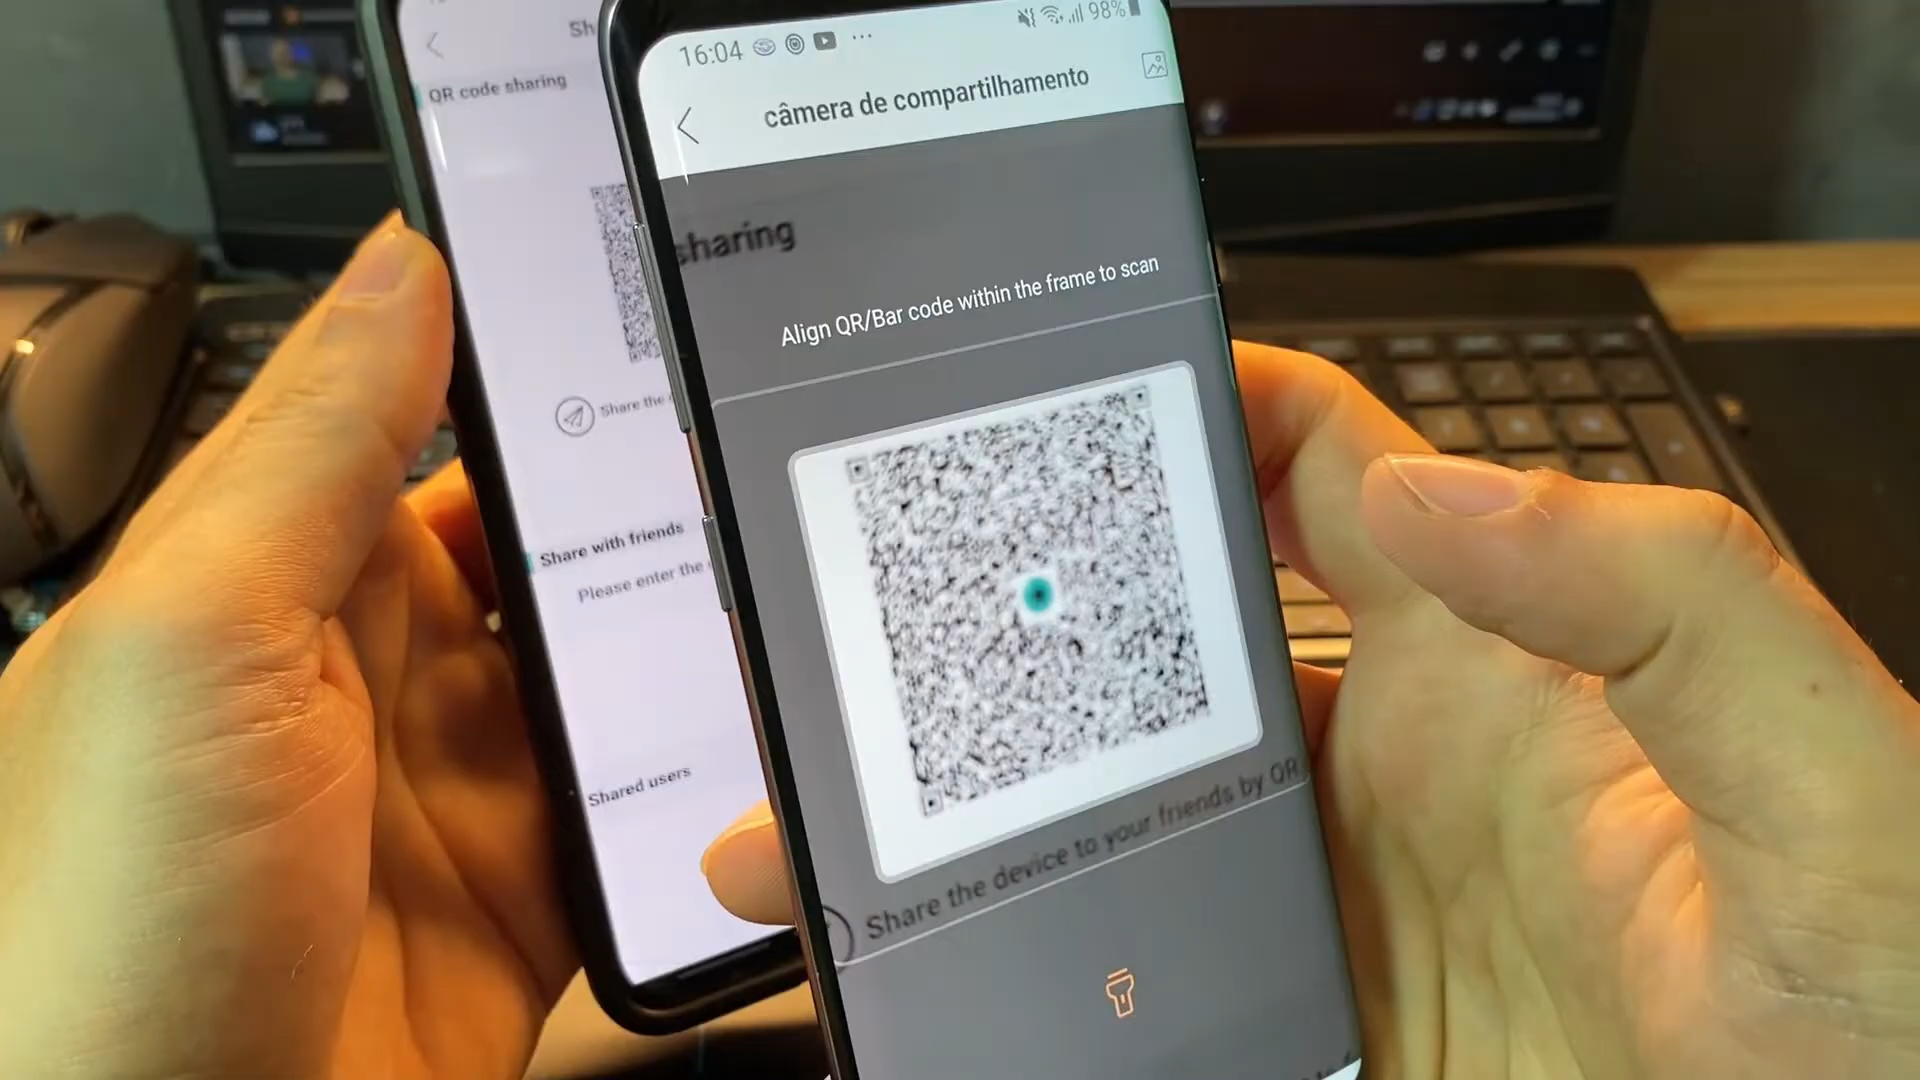 QR code sharing
Share the
Share with friends
Please enter the
Shared users
16:04
98%
câmera de compartilhamento
sharing
Align QR/Bar code within the frame to scan
Share the device to your friends by QR